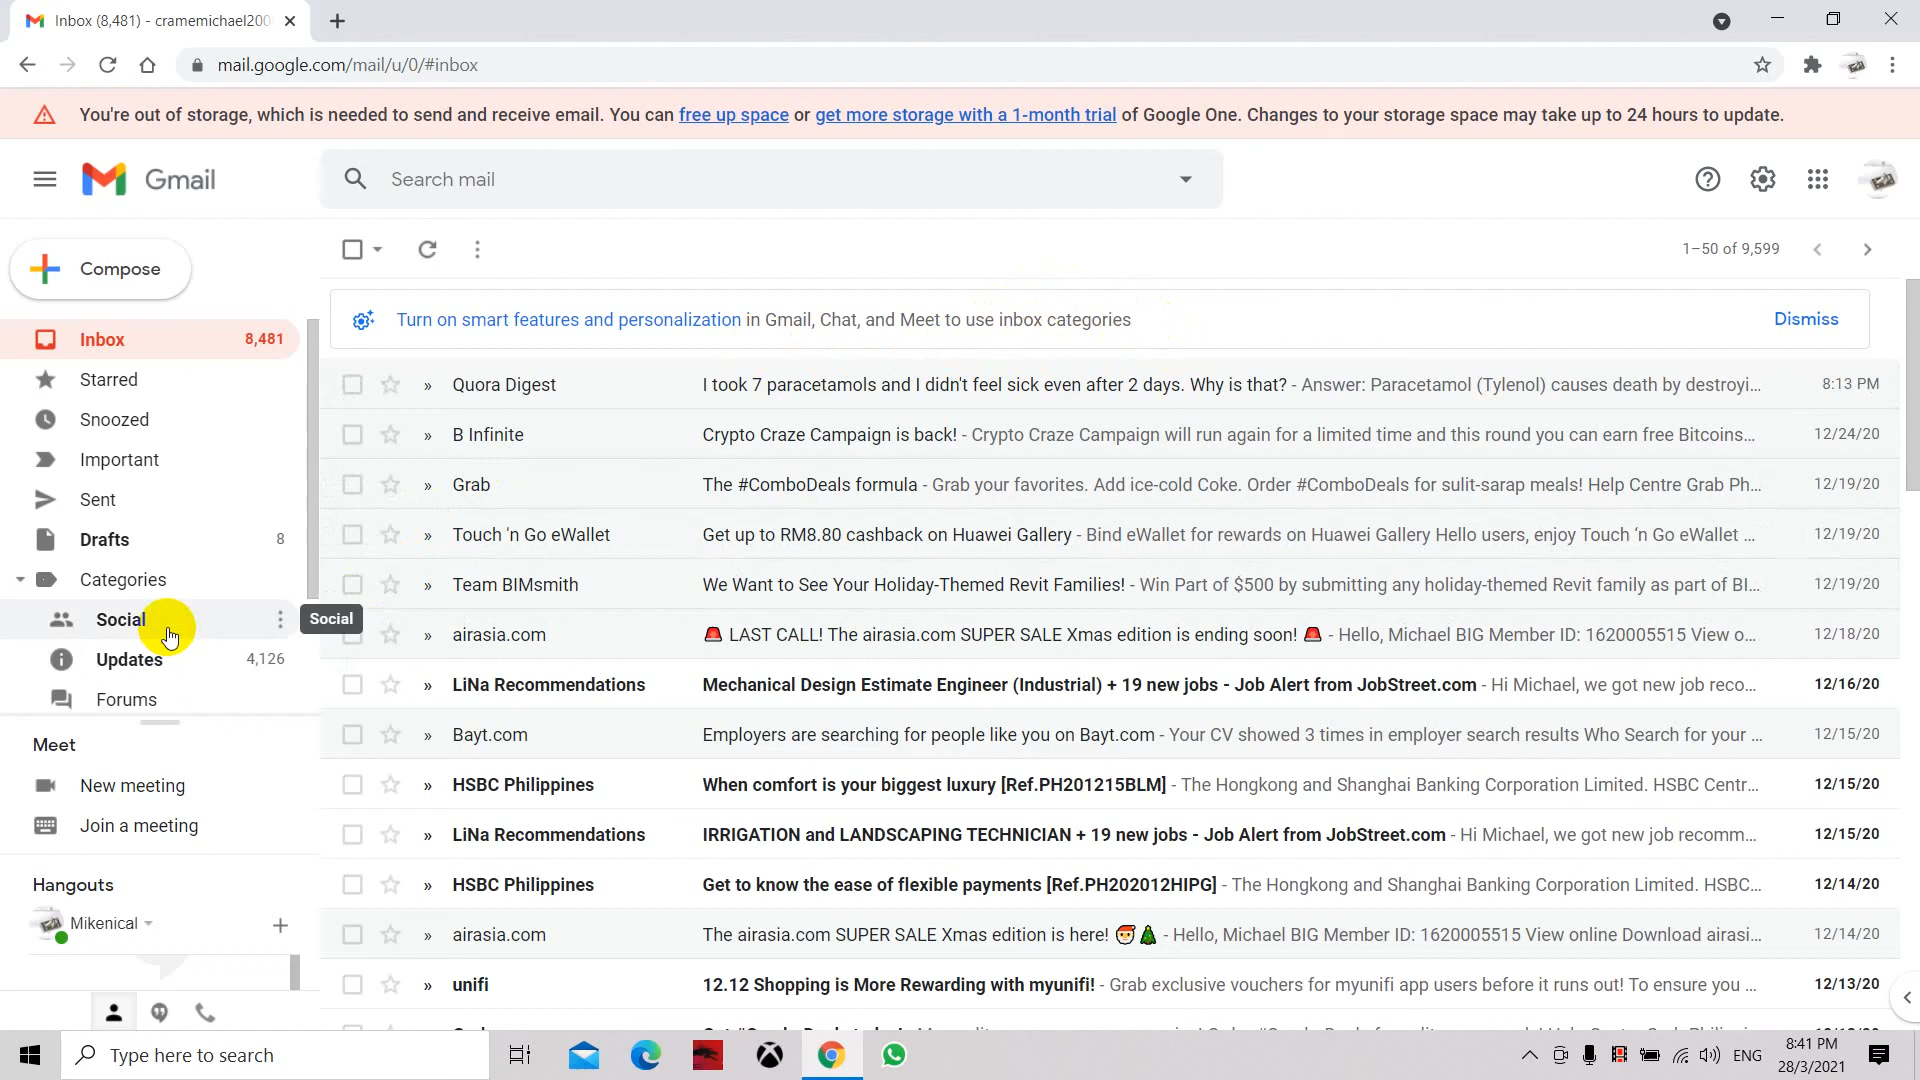 Inbox (8,481) - cramemichael200
mail.google.com/mail/u/0/#inbox
You're out of storage, which is needed to send and receive email. You can free up space or get more storage with a 1-month trial of Google One. Changes to your storage space may take up to 24 hours to update.
Gmail
Search mail
Compose
1–50 of 9,599
Turn on smart features and personalization in Gmail, Chat, and Meet to use inbox categories
Dismiss
Inbox 8,481
Starred
Snoozed
Important
Sent
Drafts 8
Categories
Social
Social
Updates 4,126
Forums
Meet
New meeting
Join a meeting
Hangouts
Mikenical
Quora Digest I took 7 paracetamols and I didn't feel sick even after 2 days. Why is that? - Answer: Paracetamol (Tylenol) causes death by destroyi... 8:13 PM
B Infinite Crypto Craze Campaign is back! - Crypto Craze Campaign will run again for a limited time and this round you can earn free Bitcoins... 12/24/20
Grab The #ComboDeals formula - Grab your favorites. Add ice-cold Coke. Order #ComboDeals for sulit-sarap meals! Help Centre Grab Ph... 12/19/20
Touch 'n Go eWallet Get up to RM8.80 cashback on Huawei Gallery - Bind eWallet for rewards on Huawei Gallery Hello users, enjoy Touch ‘n Go eWallet ... 12/19/20
Team BIMsmith We Want to See Your Holiday-Themed Revit Families! - Win Part of $500 by submitting any holiday-themed Revit family as part of BI... 12/19/20
airasia.com 🚨 LAST CALL! The airasia.com SUPER SALE Xmas edition is ending soon! 🚨 - Hello, Michael BIG Member ID: 1620005515 View o... 12/18/20
LiNa Recommendations Mechanical Design Estimate Engineer (Industrial) + 19 new jobs - Job Alert from JobStreet.com - Hi Michael, we got new job reco... 12/16/20
Bayt.com Employers are searching for people like you on Bayt.com - Your CV showed 3 times in employer search results Who Search for your ... 12/15/20
HSBC Philippines When comfort is your biggest luxury [Ref.PH201215BLM] - The Hongkong and Shanghai Banking Corporation Limited. HSBC Centr... 12/15/20
LiNa Recommendations IRRIGATION and LANDSCAPING TECHNICIAN + 19 new jobs - Job Alert from JobStreet.com - Hi Michael, we got new job recomm... 12/15/20
HSBC Philippines Get to know the ease of flexible payments [Ref.PH202012HIPG] - The Hongkong and Shanghai Banking Corporation Limited. HSBC... 12/14/20
airasia.com The airasia.com SUPER SALE Xmas edition is here! 🎅🎄 - Hello, Michael BIG Member ID: 1620005515 View online Download airasi... 12/14/20
unifi 12.12 Shopping is More Rewarding with myunifi! - Grab exclusive vouchers for myunifi app users before it runs out! To ensure you ... 12/13/20
Type here to search
ENG
8:41 PM
28/3/2021